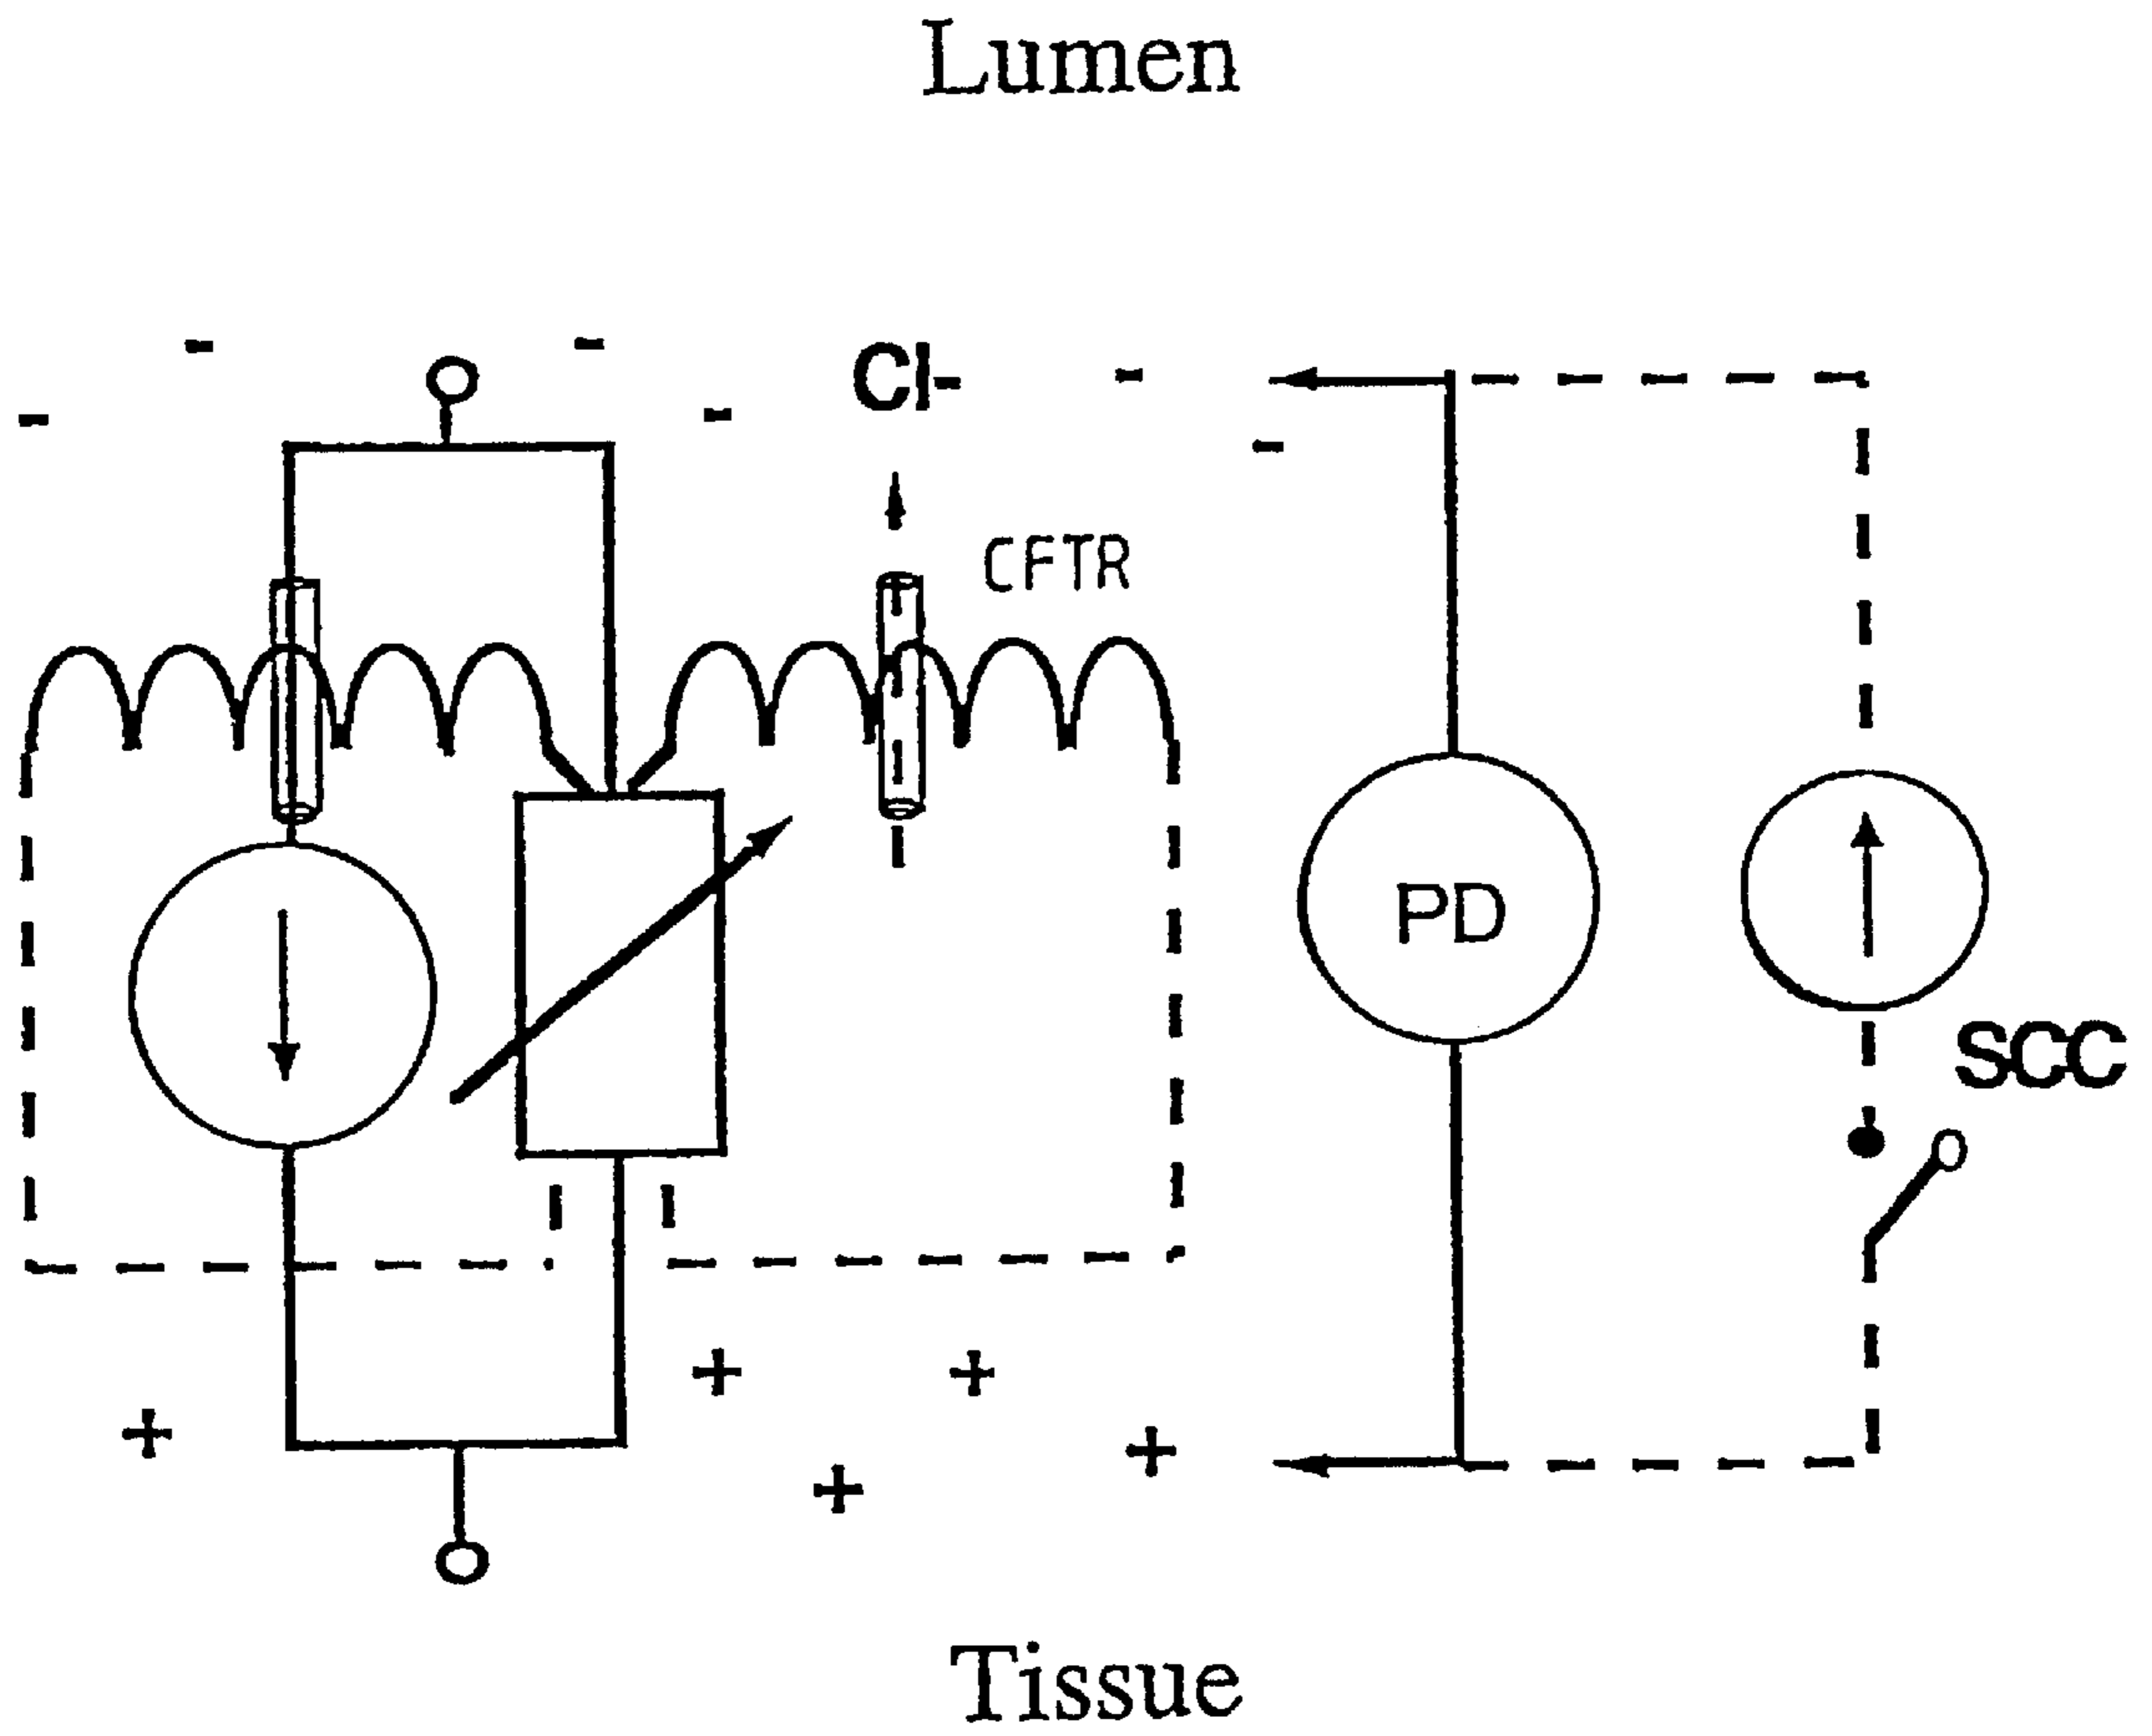 Lumen
Cl-
CFTR
PD
SCC
Tissue